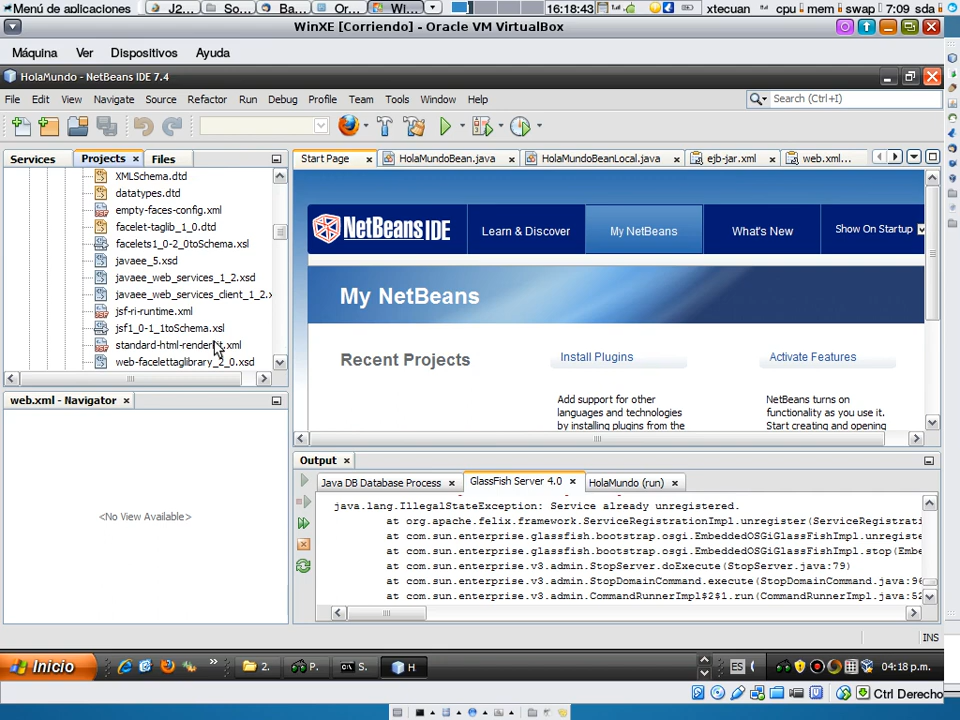 Menú de aplicaciones J2... So... Ba... Or... Wi... 16:18:43 xtecuan cpu mem swap 7:09 sda
WinXE [Corriendo] - Oracle VM VirtualBox
Máquina Ver Dispositivos Ayuda
HolaMundo - NetBeans IDE 7.4
File Edit View Navigate Source Refactor Run Debug Profile Team Tools Window Help Search (Ctrl+I)
Services Projects Files
Start Page HolaMundoBean.java HolaMundoBeanLocal.java ejb-jar.xml web.xml...
XMLSchema.dtd
datatypes.dtd
empty-faces-config.xml
facelet-taglib_1_0.dtd
facelets1_0-2_0toSchema.xsl
javaee_5.xsd
javaee_web_services_1_2.xsd
javaee_web_services_client_1_2.x
jsf-ri-runtime.xml
jsf1_0-1_1toSchema.xsl
web-facelettaglibrary_2_0.xsd
NetBeans IDE Learn & Discover My NetBeans What's New Show On Startup
My NetBeans
Recent Projects
Install Plugins
Activate Features
Add support for other
languages and technologies
by installing plugins from the
NetBeans turns on
functionality as you use it.
Start creating and opening
web.xml - Navigator
<No View Available>
Output
Java DB Database Process GlassFish Server 4.0 HolaMundo (run)
java.lang.IllegalStateException: Service already unregistered.
at org.apache.felix.framework.ServiceRegistrationImpl.unregister(ServiceRegistrati
at com.sun.enterprise.glassfish.bootstrap.osgi.EmbeddedOSGiGlassFishImpl.unregiste
at com.sun.enterprise.glassfish.bootstrap.osgi.EmbeddedOSGiGlassFishImpl.stop(Embe
at com.sun.enterprise.v3.admin.StopServer.doExecute(StopServer.java:79)
at com.sun.enterprise.v3.admin.StopDomainCommand.execute(StopDomainCommand.java:96
at com.sun.enterprise.v3.admin.CommandRunnerImpl$2$1.run(CommandRunnerImpl.java:52
INS
Inicio 2. P. S. H. ES 04:18 p.m.
Ctrl Derecho